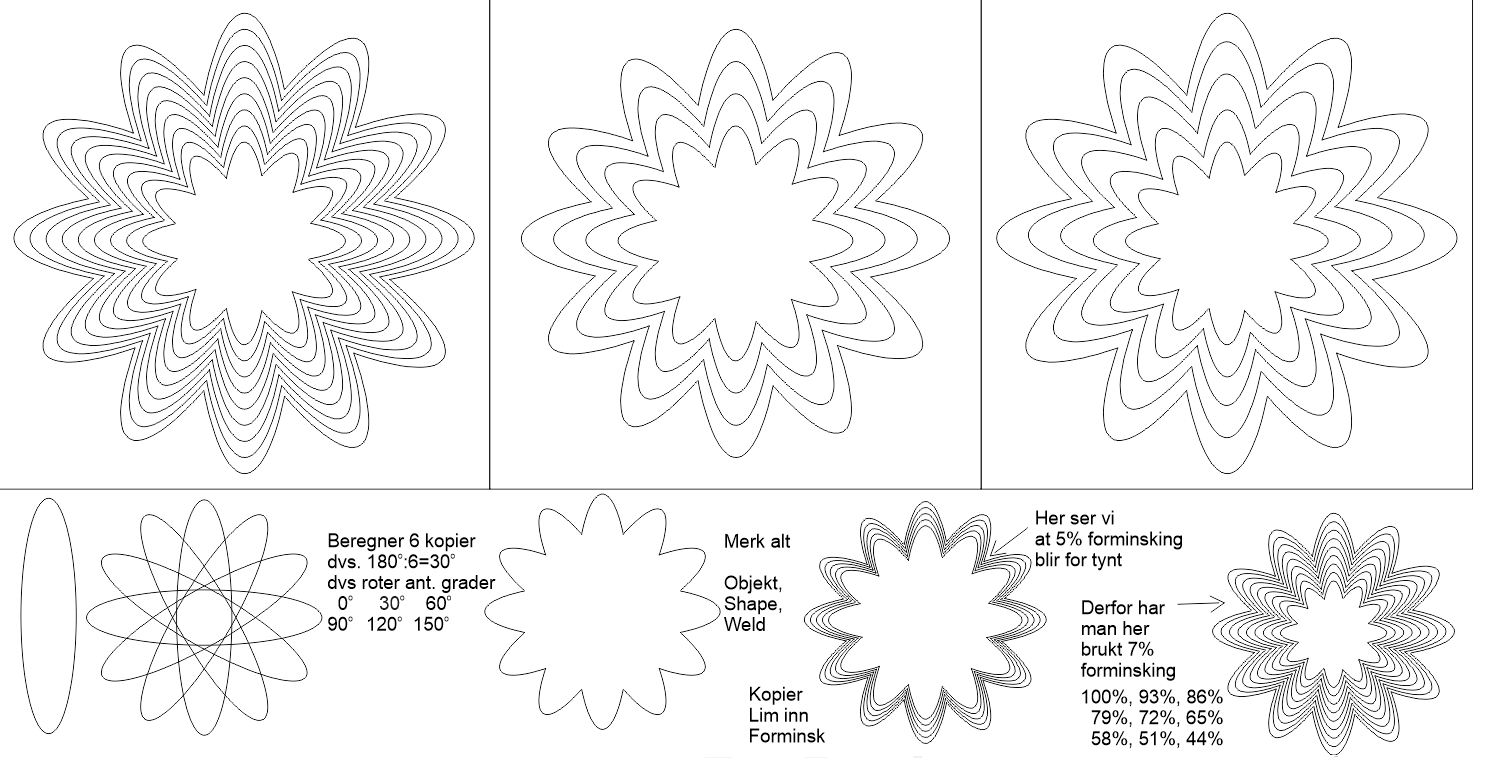 Beregner 6 kopier
dvs. 180°:6=30°
dvs roter ant. grader
0° 30° 60°
90° 120° 150°
Merk alt
Objekt,
Shape,
Weld
Kopier
Lim inn
Forminsk
Her ser vi
at 5% forminsking
blir for tynt
Derfor har
man her
brukt 7%
forminsking
100%, 93%, 86%
79%, 72%, 65%
58%, 51%, 44%